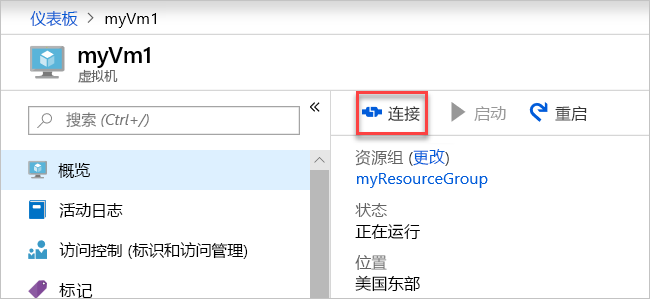 仪表板 > myVm1
myVm1
虚拟机
搜索 (Ctrl+/)
«
概览
活动日志
访问控制 (标识和访问管理)
标记
连接 启动 重启
资源组 (更改)
myResourceGroup
状态
正在运行
位置
美国东部